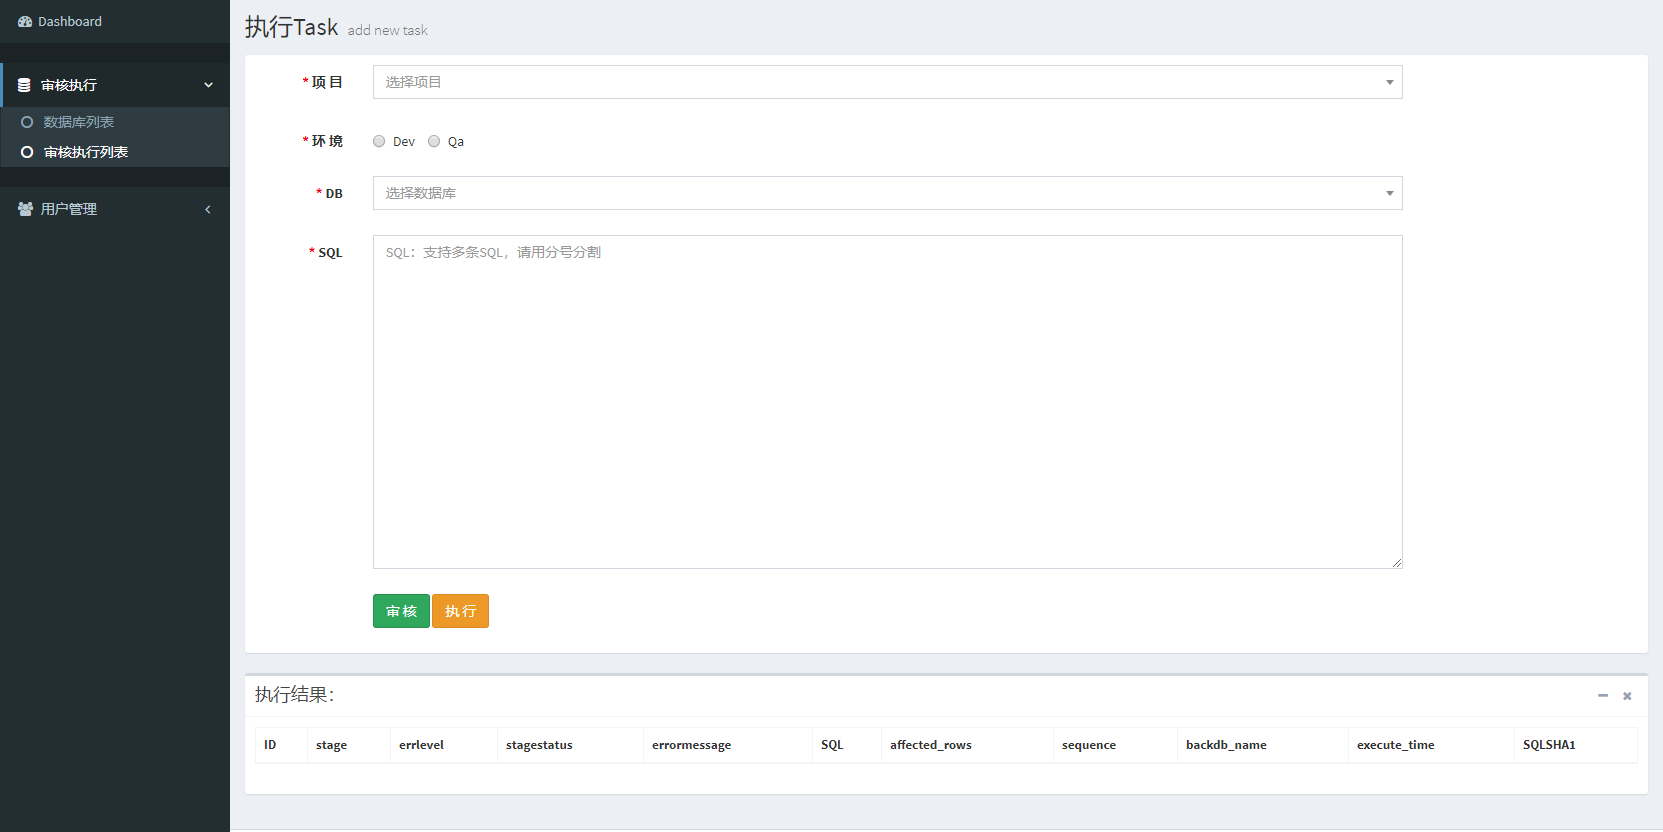 Dashboard
审核执行
数据库列表
审核执行列表
用户管理
执行Task add new task
*项 目
选择项目
*环 境
Dev Qa
* DB
选择数据库
* SQL
SQL：支持多条SQL，请用分号分割
审 核 执 行
执行结果：
ID stage errlevel stagestatus errormessage SQL affected_rows sequence backdb_name execute_time SQLSHA1